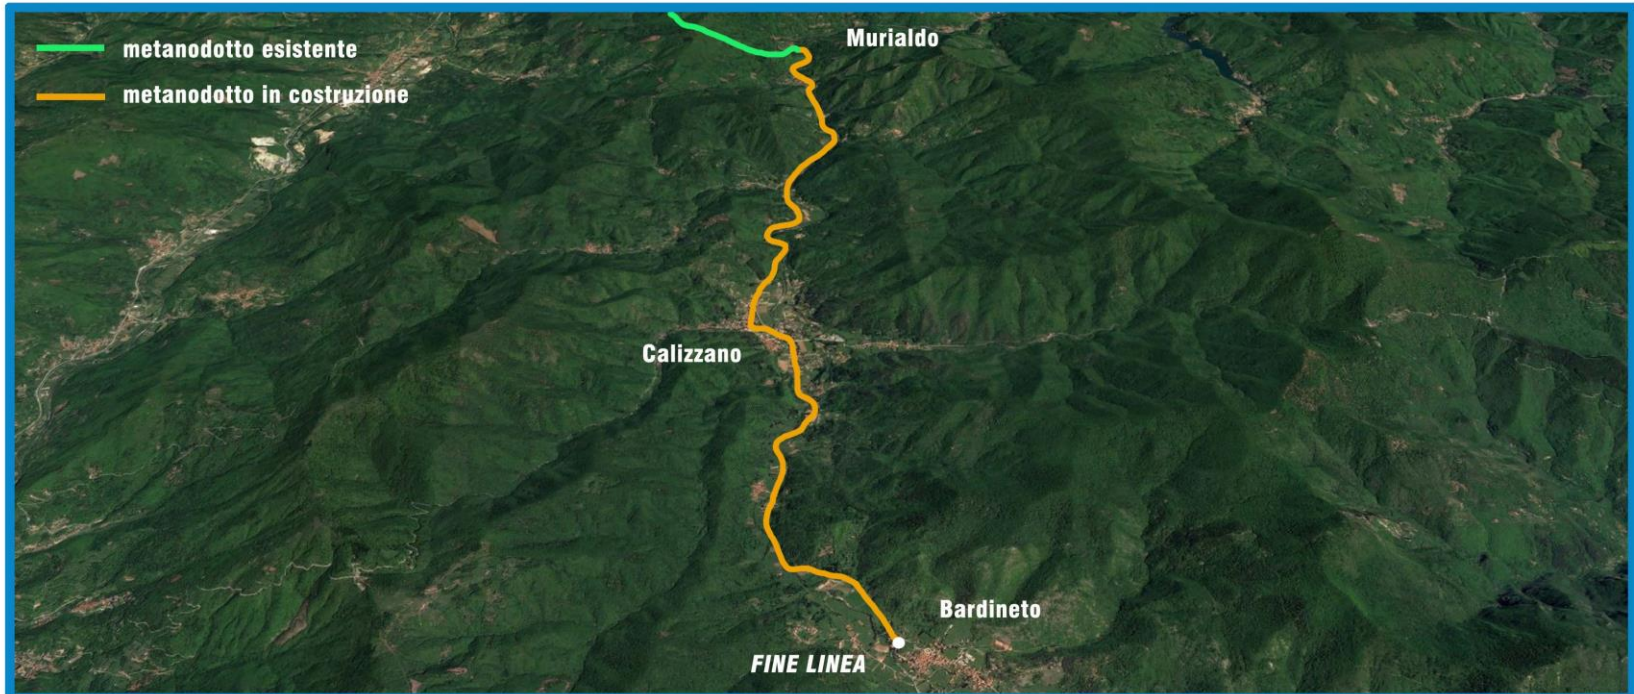 metanodotto esistente
metanodotto in costruzione
Murialdo
Calizzano
Bardineto
FINE LINEA